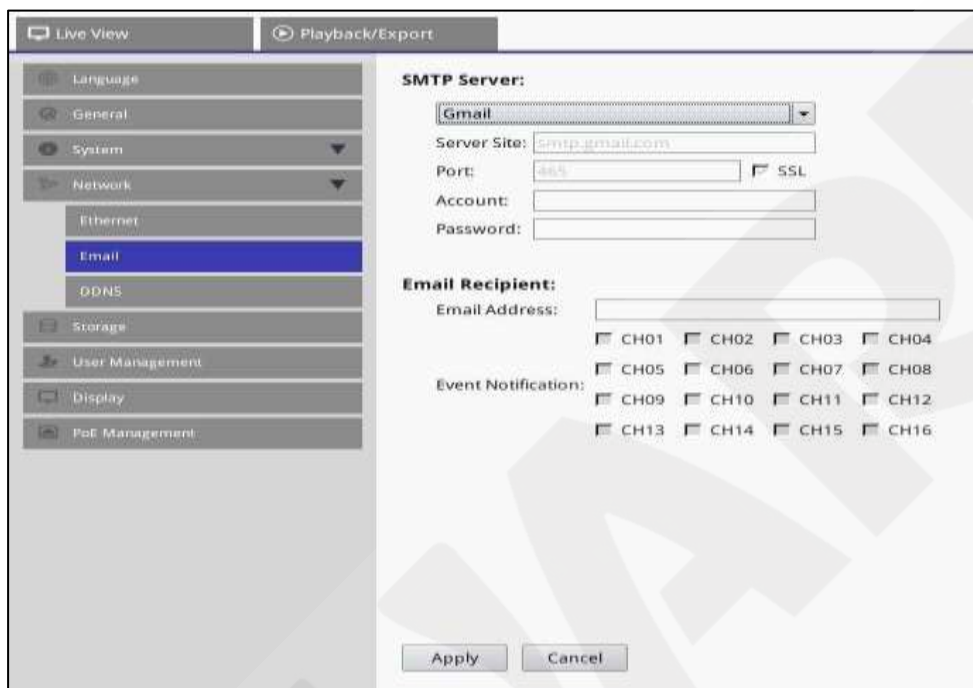 Live View
Playback/Export
Language
General
System
Network
Ethernet
Email
DDNS
Storage
User Management
Display
PoE Management
SMTP Server:
Gmail
Server Site: smtp.gmail.com
Port: 465 SSL
Account:
Password:
Email Recipient:
Email Address:
Event Notification:
CH01 CH02 CH03 CH04
CH05 CH06 CH07 CH08
CH09 CH10 CH11 CH12
CH13 CH14 CH15 CH16
Apply Cancel